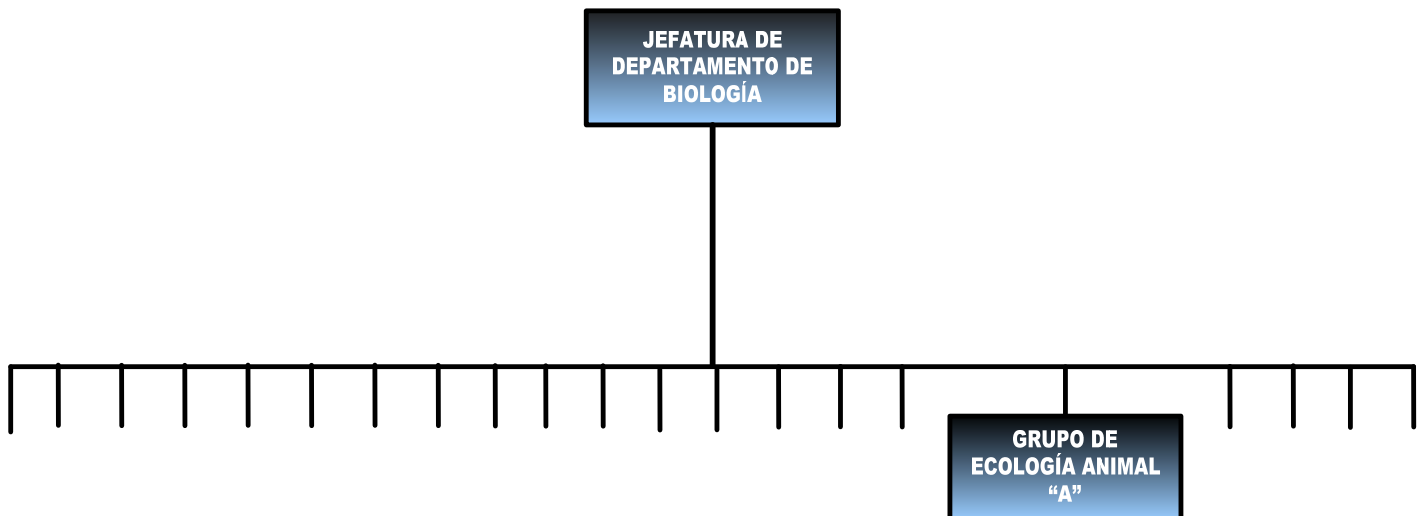 JEFATURA DE
DEPARTAMENTO DE
BIOLOGÍA
GRUPO DE
ECOLOGÍA ANIMAL
“A”